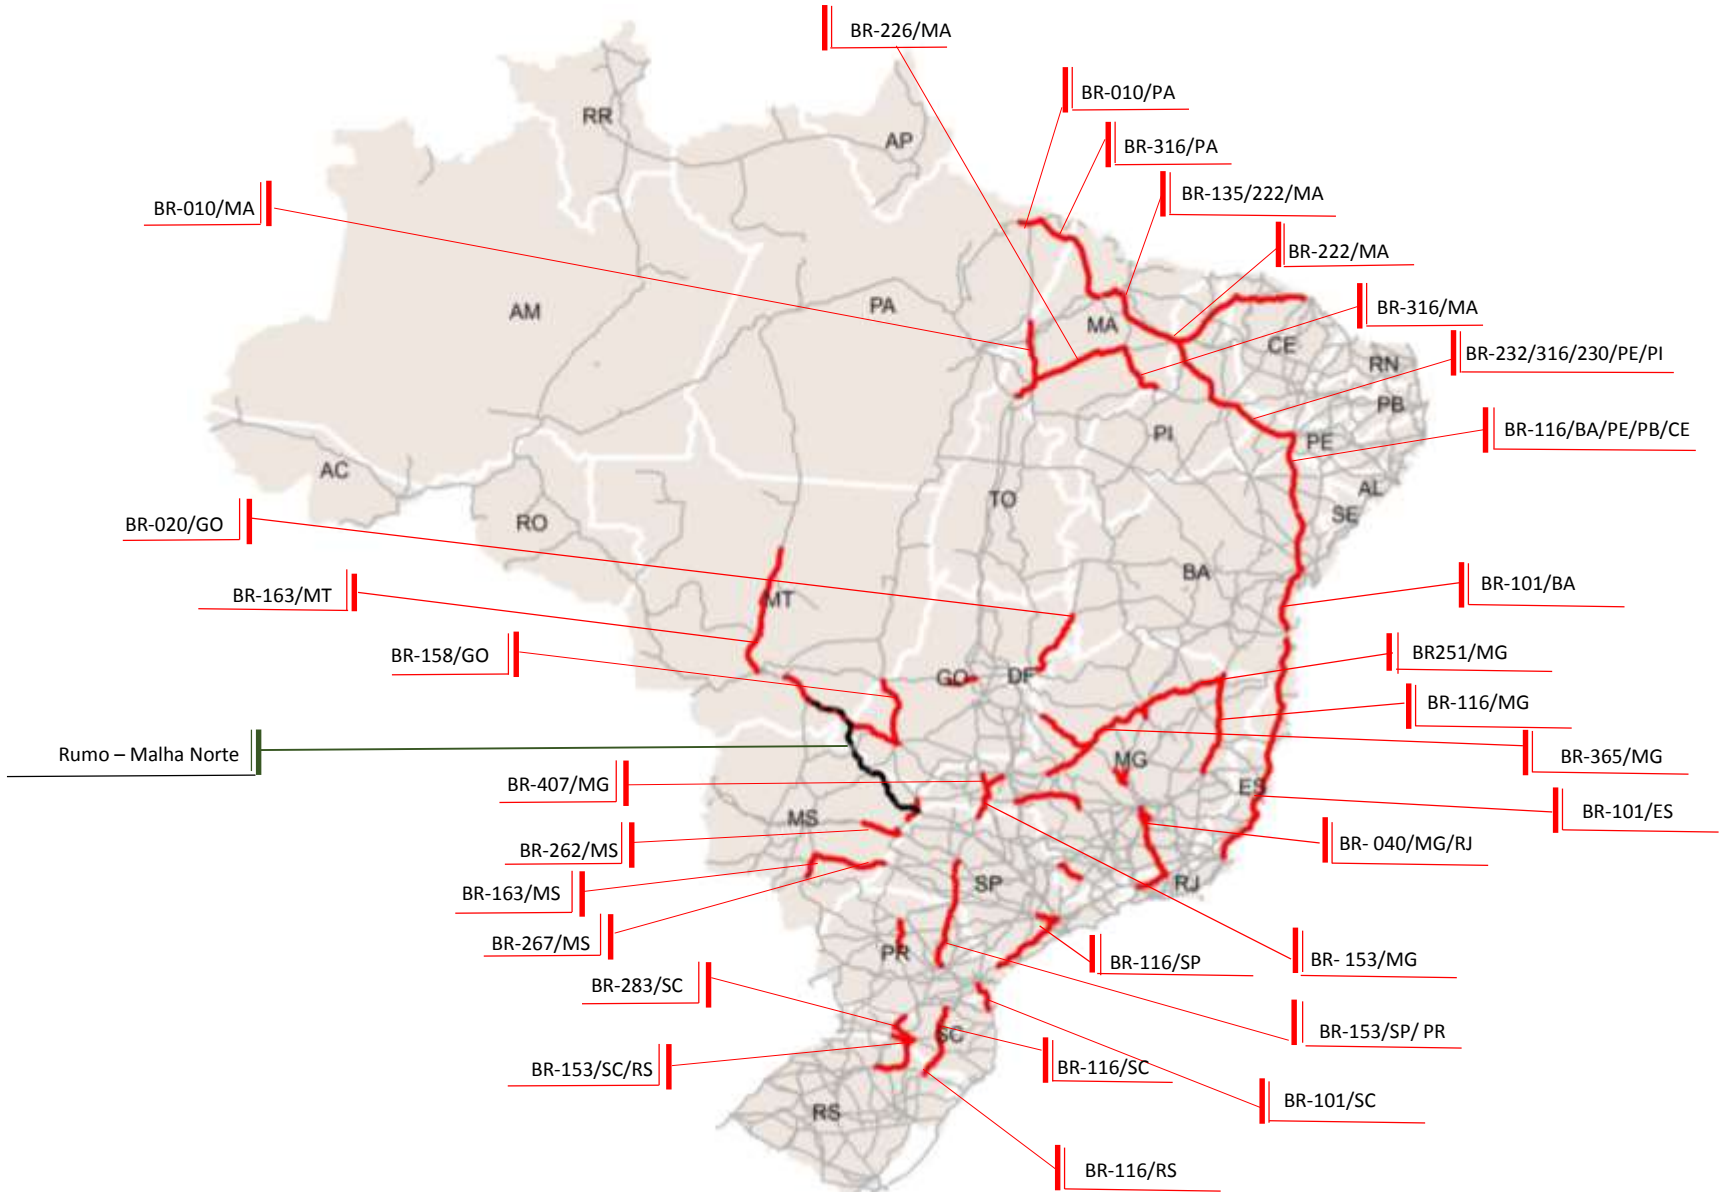 BR-226/MA
BR-010/PA
RR
AP
BR-316/PA
BR-135/222/MA
BR-010/MA
BR-222/MA
AM
PA
MA
BR-316/MA
CE
BR-232/316/230/PE/PI
RN
PB
BR-116/BA/PE/PB/CE
PI
PE
AC
AL
TO
SE
BR-020/GO
RO
BA
BR-101/BA
BR-163/MT
MT
BR-158/GO
BR251/MG
GO
DF
BR-116/MG
Rumo – Malha Norte
BR-365/MG
MG
BR-407/MG
ES
BR-101/ES
MS
BR-262/MS
BR- 040/MG/RJ
SP
RJ
BR-163/MS
BR-267/MS
PR
BR-116/SP
BR- 153/MG
BR-283/SC
BR-153/SP/ PR
SC
BR-153/SC/RS
BR-116/SC
BR-101/SC
RS
BR-116/RS